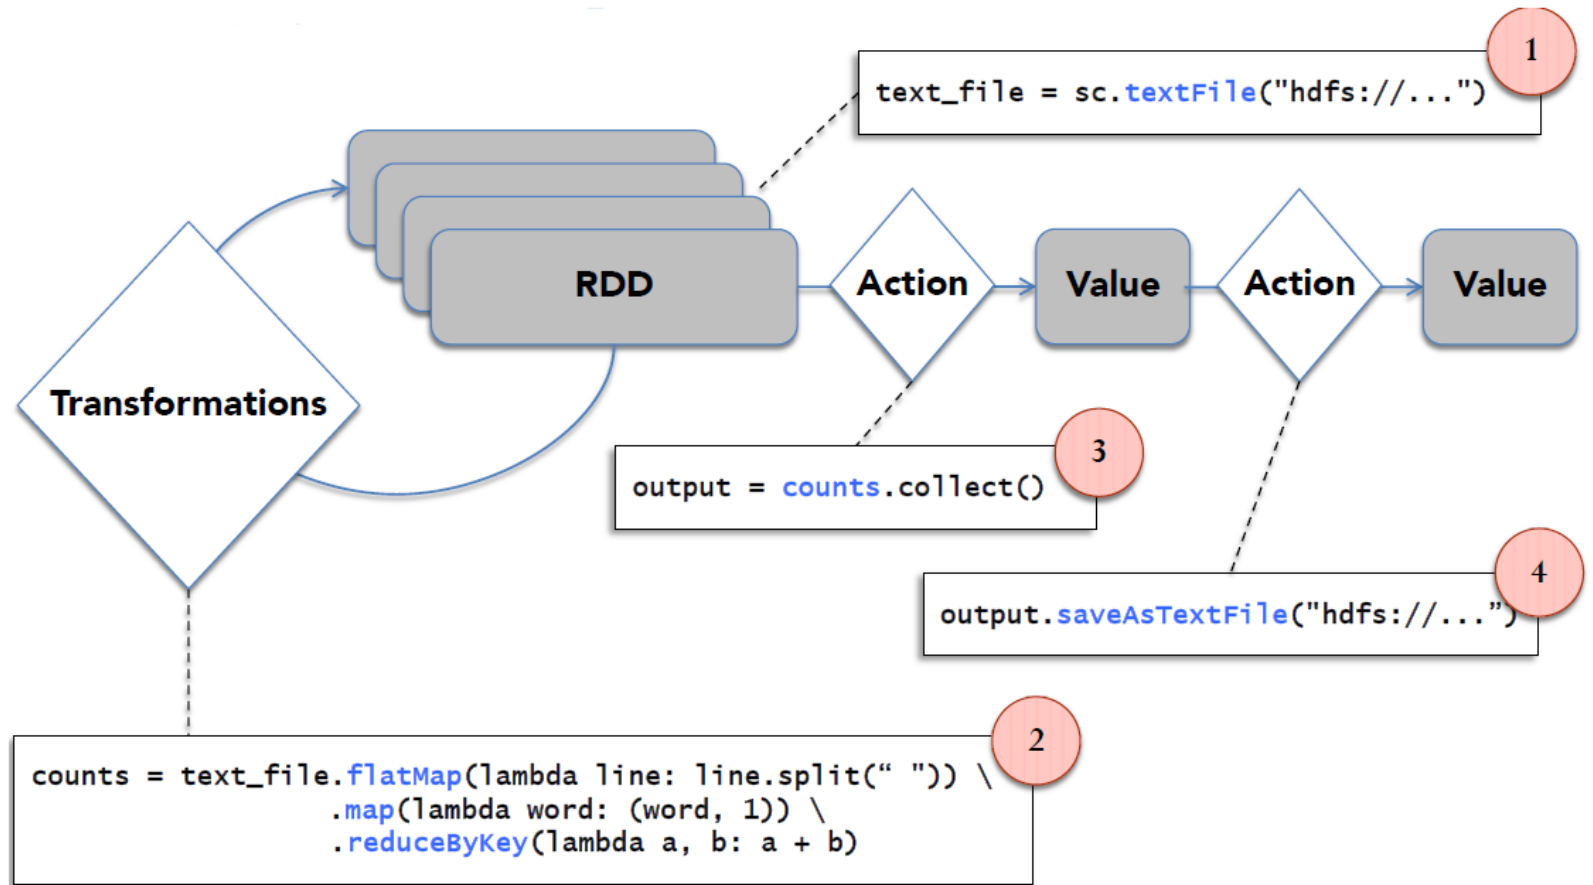 1
text_file = sc.textFile("hdfs://...")
RDD
Action
Value
Action
Value
Transformations
3
output = counts.collect()
4
output.saveAsTextFile("hdfs://...”)
2
counts = text_file.flatMap(lambda line: line.split(“ ")) \
.map(lambda word: (word, 1)) \
.reduceByKey(lambda a, b: a + b)